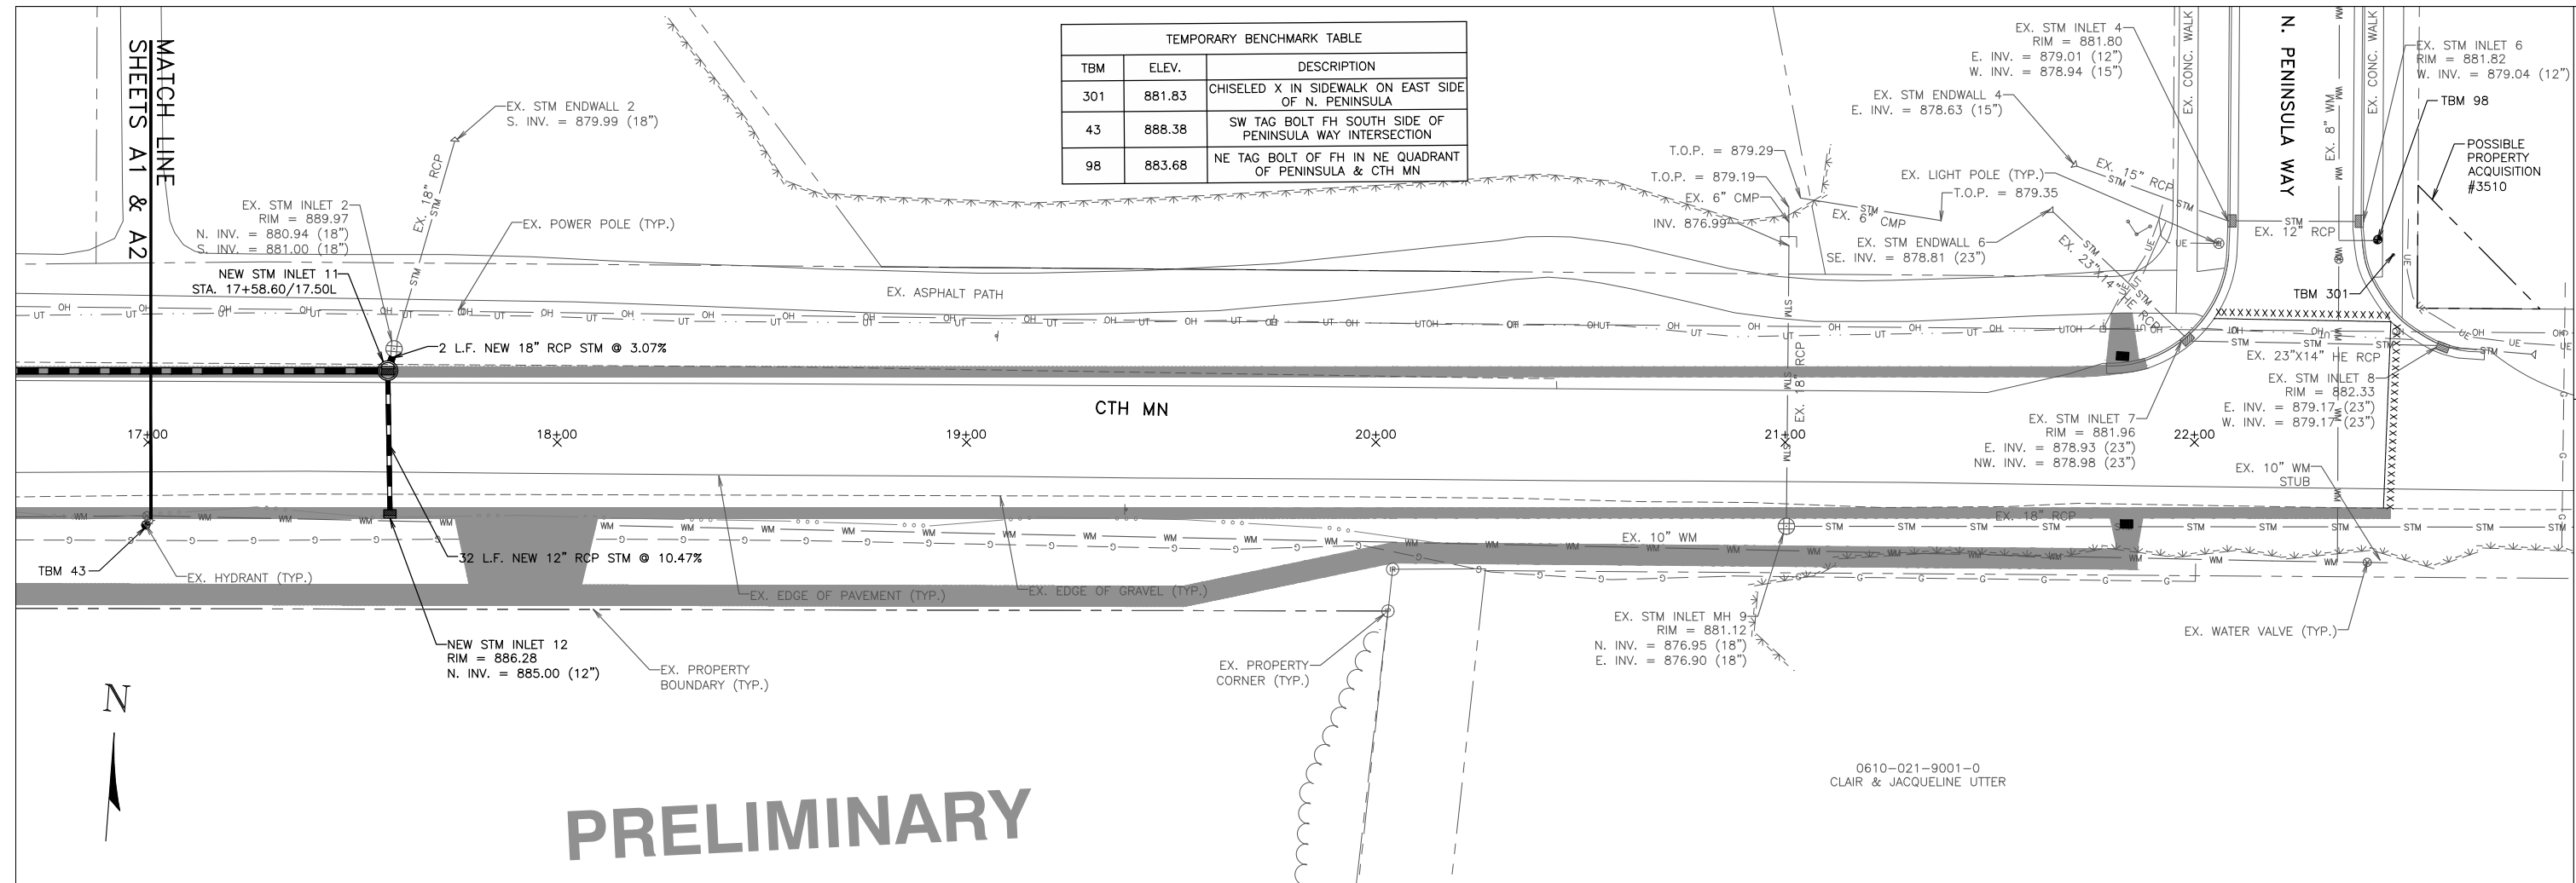 MATCH LINE
SHEETS A1 & A2
TEMPORARY BENCHMARK TABLE
TBM ELEV. DESCRIPTION
301 881.83 CHISELED X IN SIDEWALK ON EAST SIDE
OF N. PENINSULA
43 888.38 SW TAG BOLT FH SOUTH SIDE OF
PENINSULA WAY INTERSECTION
98 883.68 NE TAG BOLT OF FH IN NE QUADRANT
OF PENINSULA & CTH MN
EX. STM ENDWALL 2
S. INV. = 879.99 (18")
EX. 18" RCP
STM
STM
EX. STM INLET 2
RIM = 889.97
N. INV. = 880.94 (18")
S. INV. = 881.00 (18")
NEW STM INLET 11
STA. 17+58.60/17.50L
EX. POWER POLE (TYP.)
EX. ASPHALT PATH
2 L.F. NEW 18" RCP STM @ 3.07%
T.O.P. = 879.29
T.O.P. = 879.19
EX. 6" CMP
INV. 876.99
STM
EX. 6" CMP
T.O.P. = 879.35
EX. STM INLET 4
RIM = 881.80
E. INV. = 879.01 (12")
W. INV. = 878.94 (15")
EX. STM ENDWALL 4
E. INV. = 878.63 (15")
EX. LIGHT POLE (TYP.)
EX. 15" RCP
STM
STM
EX. STM ENDWALL 6
SE. INV. = 878.81 (23")
EX. 23"X14" HE RCP
STM
STM
UE
UE
EX. CONC. WALK
N. PENINSULA WAY
EX. 8" WM
WM
EX. CONC. WALK
STM
EX. 12" RCP
EX. STM INLET 6
RIM = 881.82
W. INV. = 879.04 (12")
TBM 98
POSSIBLE
PROPERTY
ACQUISITION
#3510
TBM 301
EX. 23"X14" HE RCP
EX. STM INLET 8
RIM = 882.33
E. INV. = 879.17 (23")
W. INV. = 879.17 (23")
EX. STM INLET 7
RIM = 881.96
E. INV. = 878.93 (23")
NW. INV. = 878.98 (23")
EX. 18" RCP
CTH MN
17+00
18+00
19+00
20+00
21+00
22+00
EX. 10" WM
STUB
EX. 18" RCP
EX. 10" WM
TBM 43
EX. HYDRANT (TYP.)
32 L.F. NEW 12" RCP STM @ 10.47%
EX. EDGE OF PAVEMENT (TYP.)
EX. EDGE OF GRAVEL (TYP.)
NEW STM INLET 12
RIM = 886.28
N. INV. = 885.00 (12")
EX. PROPERTY
BOUNDARY (TYP.)
EX. PROPERTY
CORNER (TYP.)
EX. STM INLET MH 9
RIM = 881.12
N. INV. = 876.95 (18")
E. INV. = 876.90 (18")
EX. WATER VALVE (TYP.)
N
PRELIMINARY
0610-021-9001-0
CLAIR & JACQUELINE UTTER